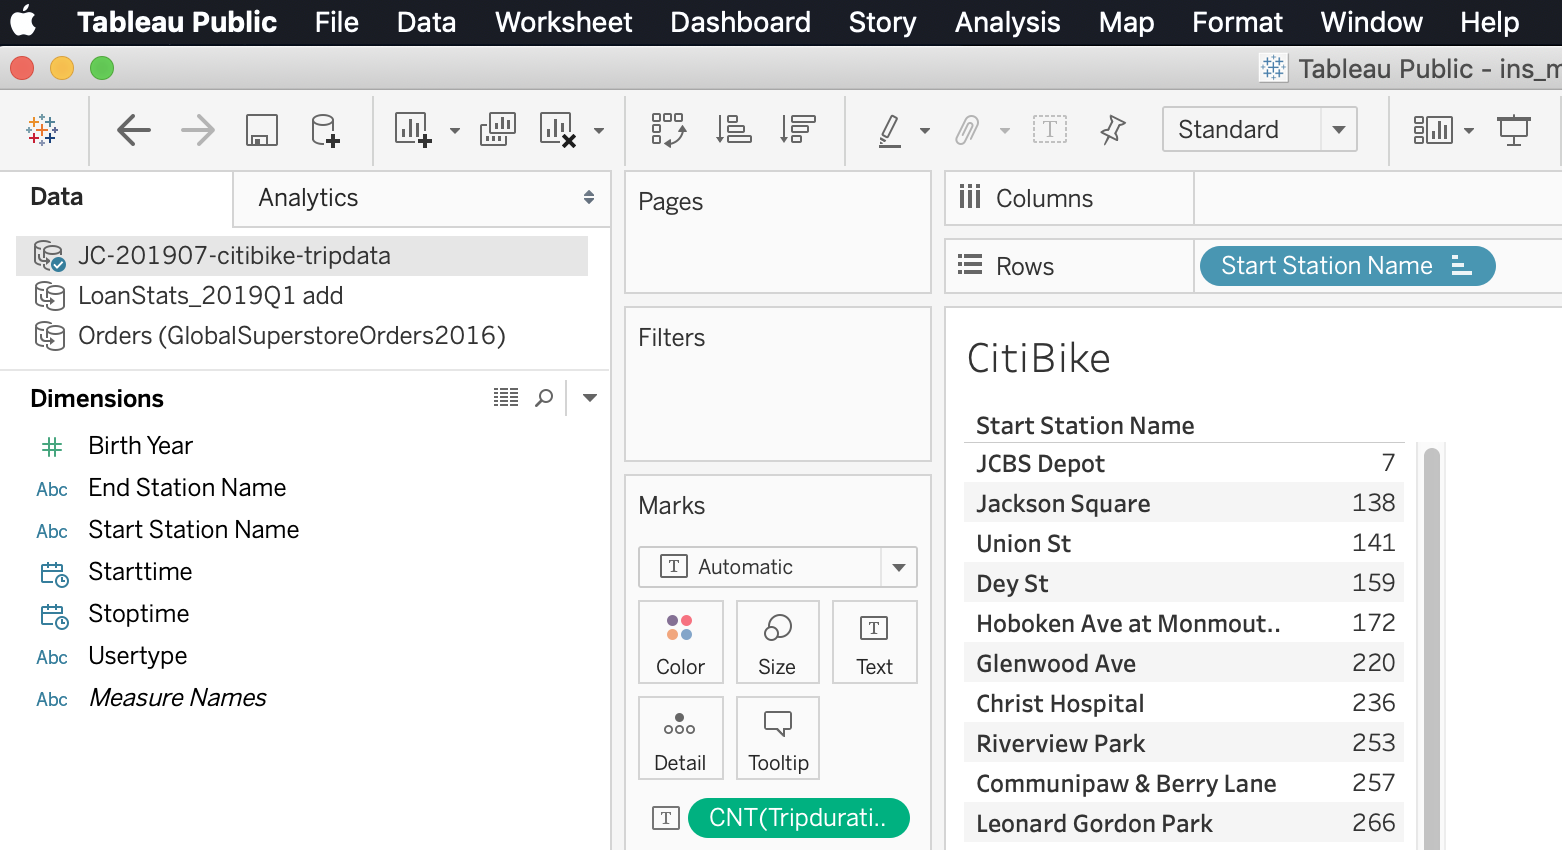 Tableau Public File Data Worksheet Dashboard Story Analysis Map Format Window Help
Tableau Public - ins_m
Standard
Data
Analytics
JC-201907-citibike-tripdata
LoanStats_2019Q1 add
Orders (GlobalSuperstoreOrders2016)
Dimensions
# Birth Year
Abc End Station Name
Abc Start Station Name
Starttime
Stoptime
Abc Usertype
Abc Measure Names
Pages
Filters
Marks
T Automatic
Color
Size
T Text
Detail
Tooltip
T CNT(Tripdurati..
Columns
Rows
Start Station Name
CitiBike
Start Station Name
JCBS Depot 7
Jackson Square 138
Union St 141
Dey St 159
Hoboken Ave at Monmout.. 172
Glenwood Ave 220
Christ Hospital 236
Riverview Park 253
Communipaw & Berry Lane 257
Leonard Gordon Park 266